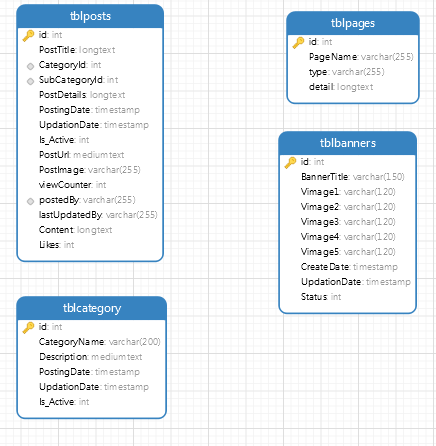 tblposts
id: int
PostTitle: longtext
CategoryId: int
SubCategoryId: int
PostDetails: longtext
PostingDate: timestamp
UpdationDate: timestamp
Is_Active: int
PostUrl: mediumtext
PostImage: varchar(255)
viewCounter: int
postedBy: varchar(255)
lastUpdatedBy: varchar(255)
Content: longtext
Likes: int
tblpages
id: int
PageName: varchar(255)
type: varchar(255)
detail: longtext
tblbanners
id: int
BannerTitle: varchar(150)
Vimage1: varchar(120)
Vimage2: varchar(120)
Vimage3: varchar(120)
Vimage4: varchar(120)
Vimage5: varchar(120)
CreateDate: timestamp
UpdationDate: timestamp
Status: int
tblcategory
id: int
CategoryName: varchar(200)
Description: mediumtext
PostingDate: timestamp
UpdationDate: timestamp
Is_Active: int